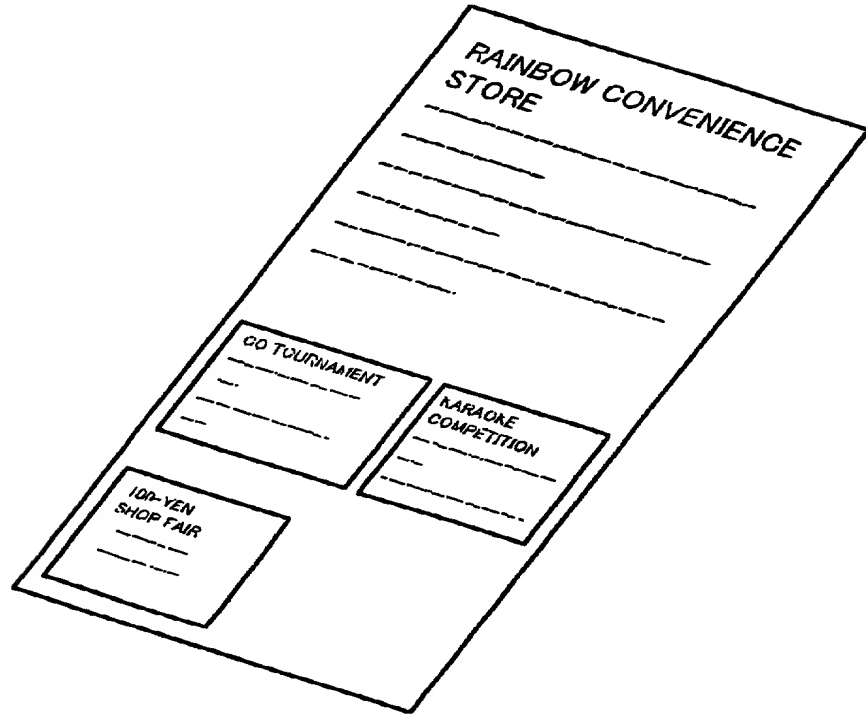 RAINBOW CONVENIENCE
STORE
GO TOURNAMENT
KARAOKE
COMPETITION
100-YEN
SHOP FAIR